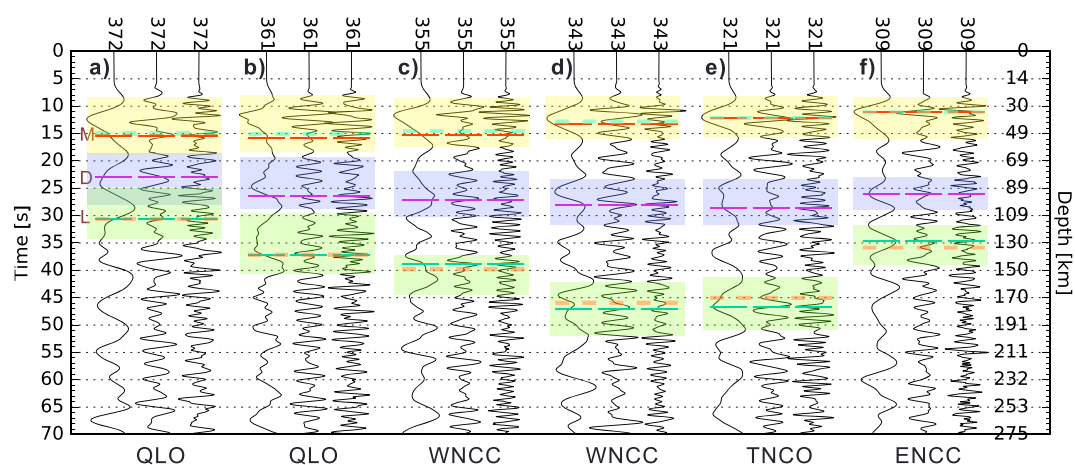 372 372 372 361 361 361 355 355 355 343 343 343 321 321 321 309 309 309
0 a) b) c) d) e) f) 0
5 14
10 30
M
15 49
20 69
D
25 89
30 109
L
35 130
40 150
45 170
50 191
55 211
60 232
65 253
70 275
Time [s]
Depth [km]
QLO QLO WNCC WNCC TNCO ENCC